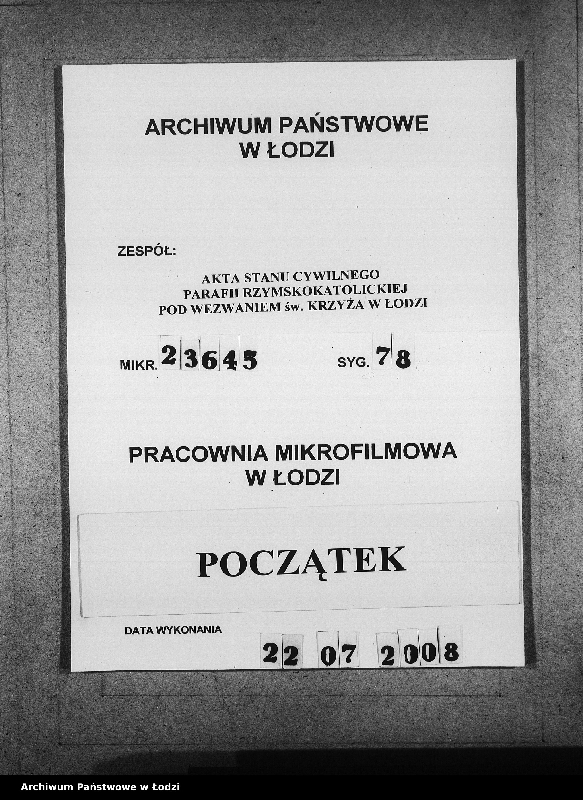 ARCHIWUM PAŃSTWOWE
W ŁODZI
ZESPÓŁ:
AKTA STANU CYWILNEGO
PARAFII RZYMSKOKATOLICKIEJ
POD WEZWANIEM św. KRZYŻA W ŁODZI
MIKR. 23645 SYG. 78
PRACOWNIA MIKROFILMOWA
W ŁODZI
POCZĄTEK
DATA WYKONANIA
22 07 2008
Archiwum Państwowe w Łodzi